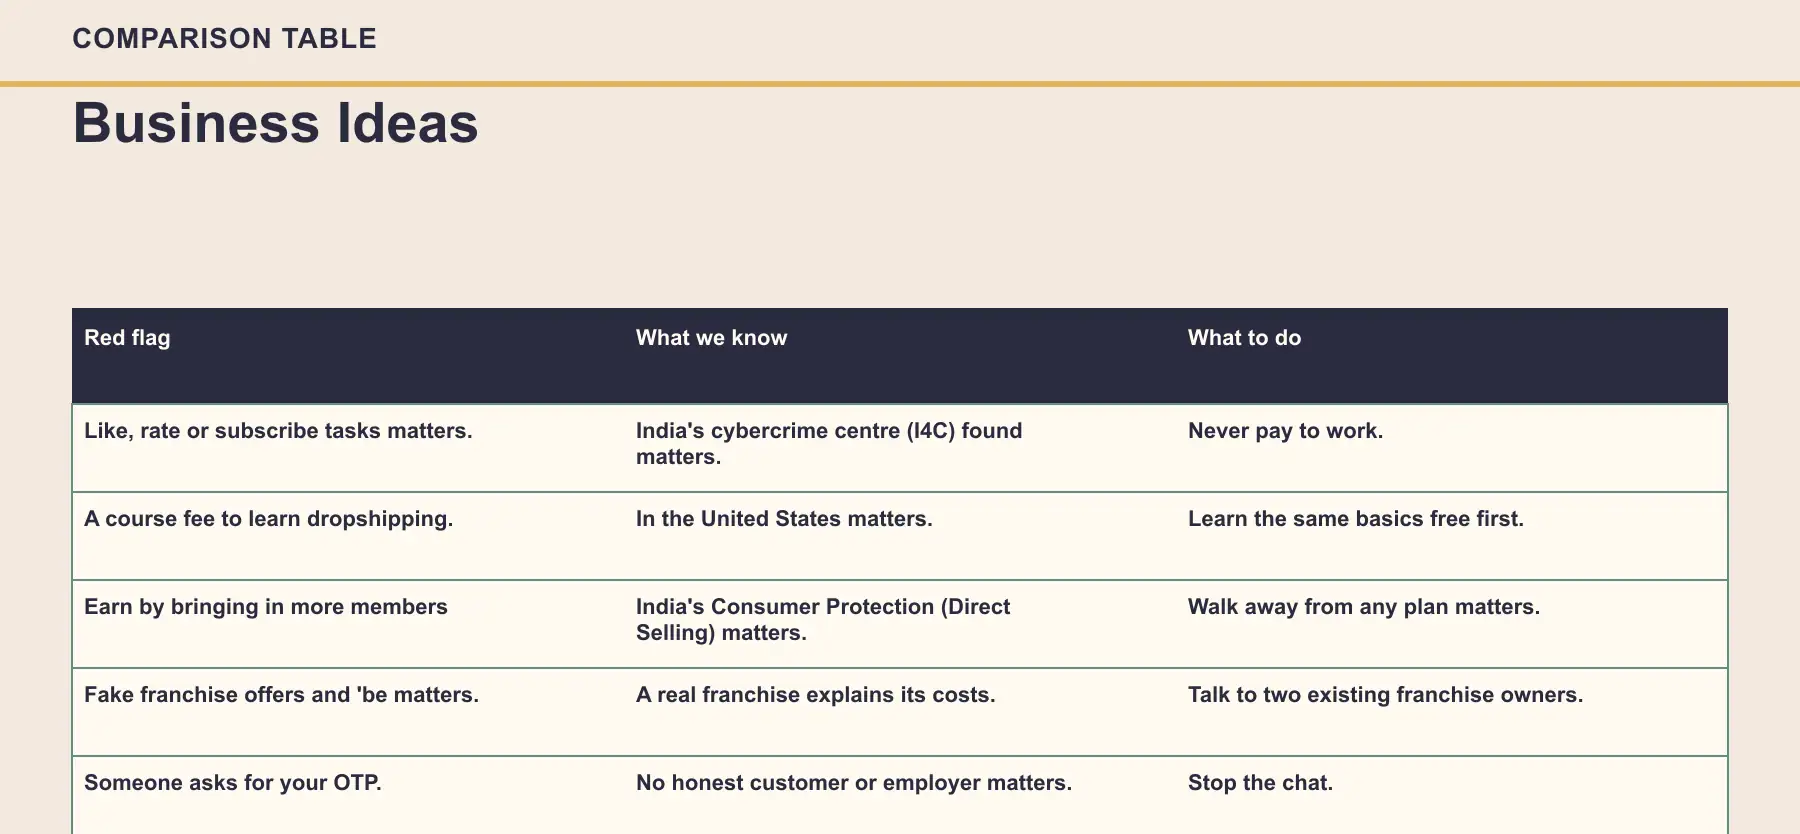 COMPARISON TABLE
Business Ideas
Red flag
What we know
What to do
Like, rate or subscribe tasks matters.
India's cybercrime centre (I4C) found
matters.
Never pay to work.
A course fee to learn dropshipping.
In the United States matters.
Learn the same basics free first.
Earn by bringing in more members
India's Consumer Protection (Direct
Selling) matters.
Walk away from any plan matters.
Fake franchise offers and 'be matters.
A real franchise explains its costs.
Talk to two existing franchise owners.
Someone asks for your OTP.
No honest customer or employer matters.
Stop the chat.